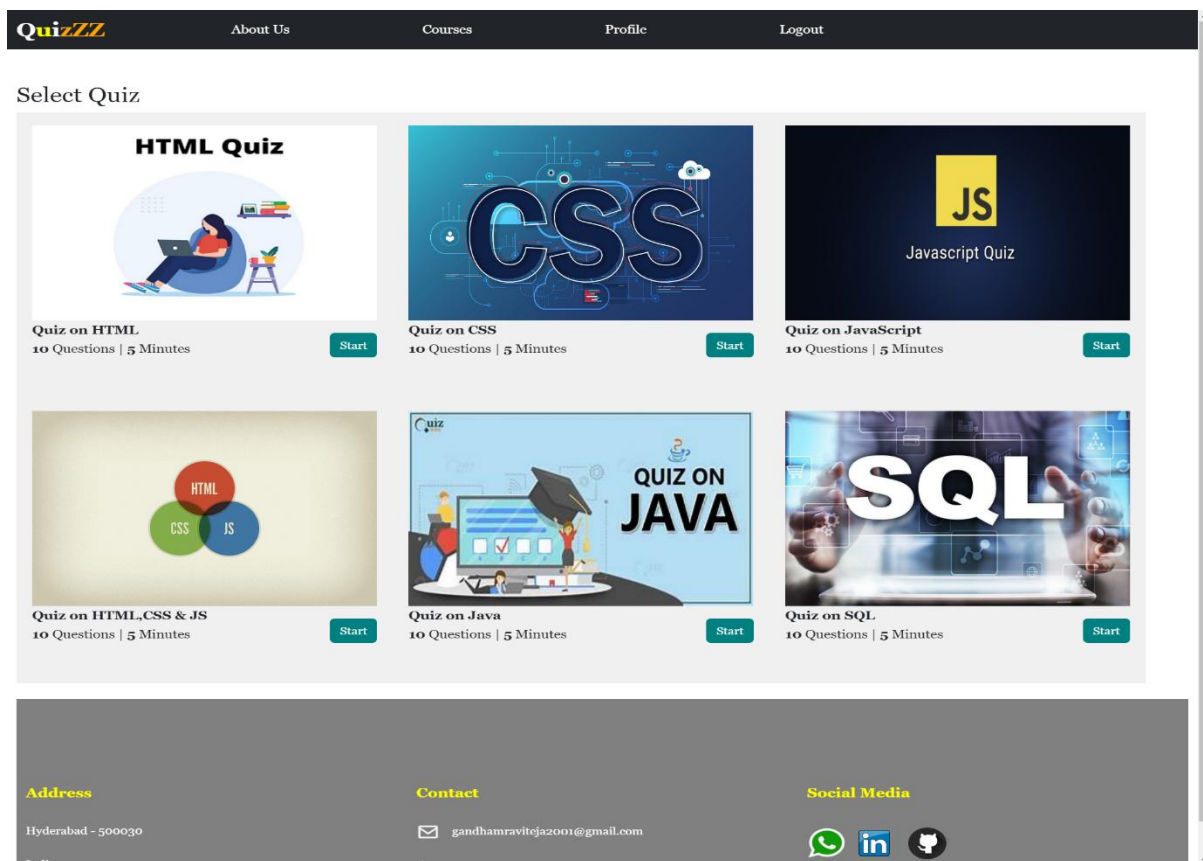 QuizZZ About Us Courses Profile Logout
Select Quiz
HTML Quiz
CSS
JS
Javascript Quiz
Quiz on HTML
10 Questions | 5 Minutes
Start
Quiz on CSS
10 Questions | 5 Minutes
Start
Quiz on JavaScript
10 Questions | 5 Minutes
Start
HTML
CSS
JS
Quiz
QUIZ ON
JAVA
A B C D
SQL
Quiz on HTML,CSS & JS
10 Questions | 5 Minutes
Start
Quiz on Java
10 Questions | 5 Minutes
Start
Quiz on SQL
10 Questions | 5 Minutes
Start
Address
Hyderabad - 500030
Contact
gandhamraviteja2001@gmail.com
Social Media
in